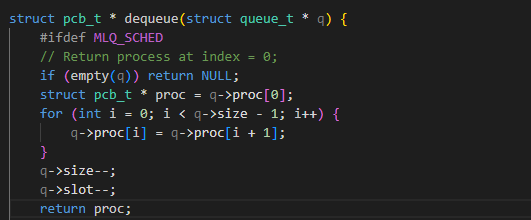 struct pcb_t * dequeue(struct queue_t * q) {
    #ifdef MLQ_SCHED
    // Return process at index = 0;
    if (empty(q)) return NULL;
    struct pcb_t * proc = q->proc[0];
    for (int i = 0; i < q->size - 1; i++) {
        q->proc[i] = q->proc[i + 1];
    }
    q->size--;
    q->slot--;
    return proc;